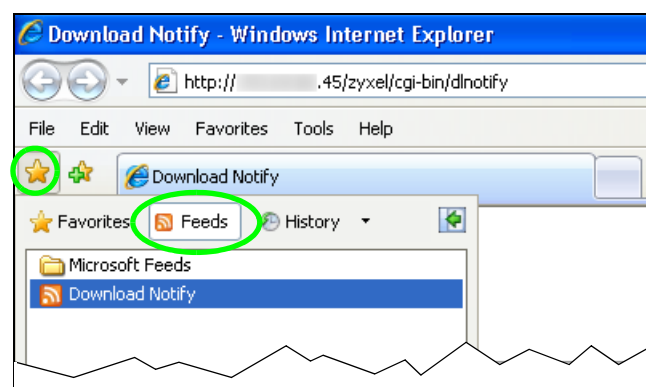 Download Notify - Windows Internet Explorer
http:// .45/zyxel/cgi-bin/dlnotify
File Edit View Favorites Tools Help
Download Notify
Favorites Feeds History
Microsoft Feeds
Download Notify